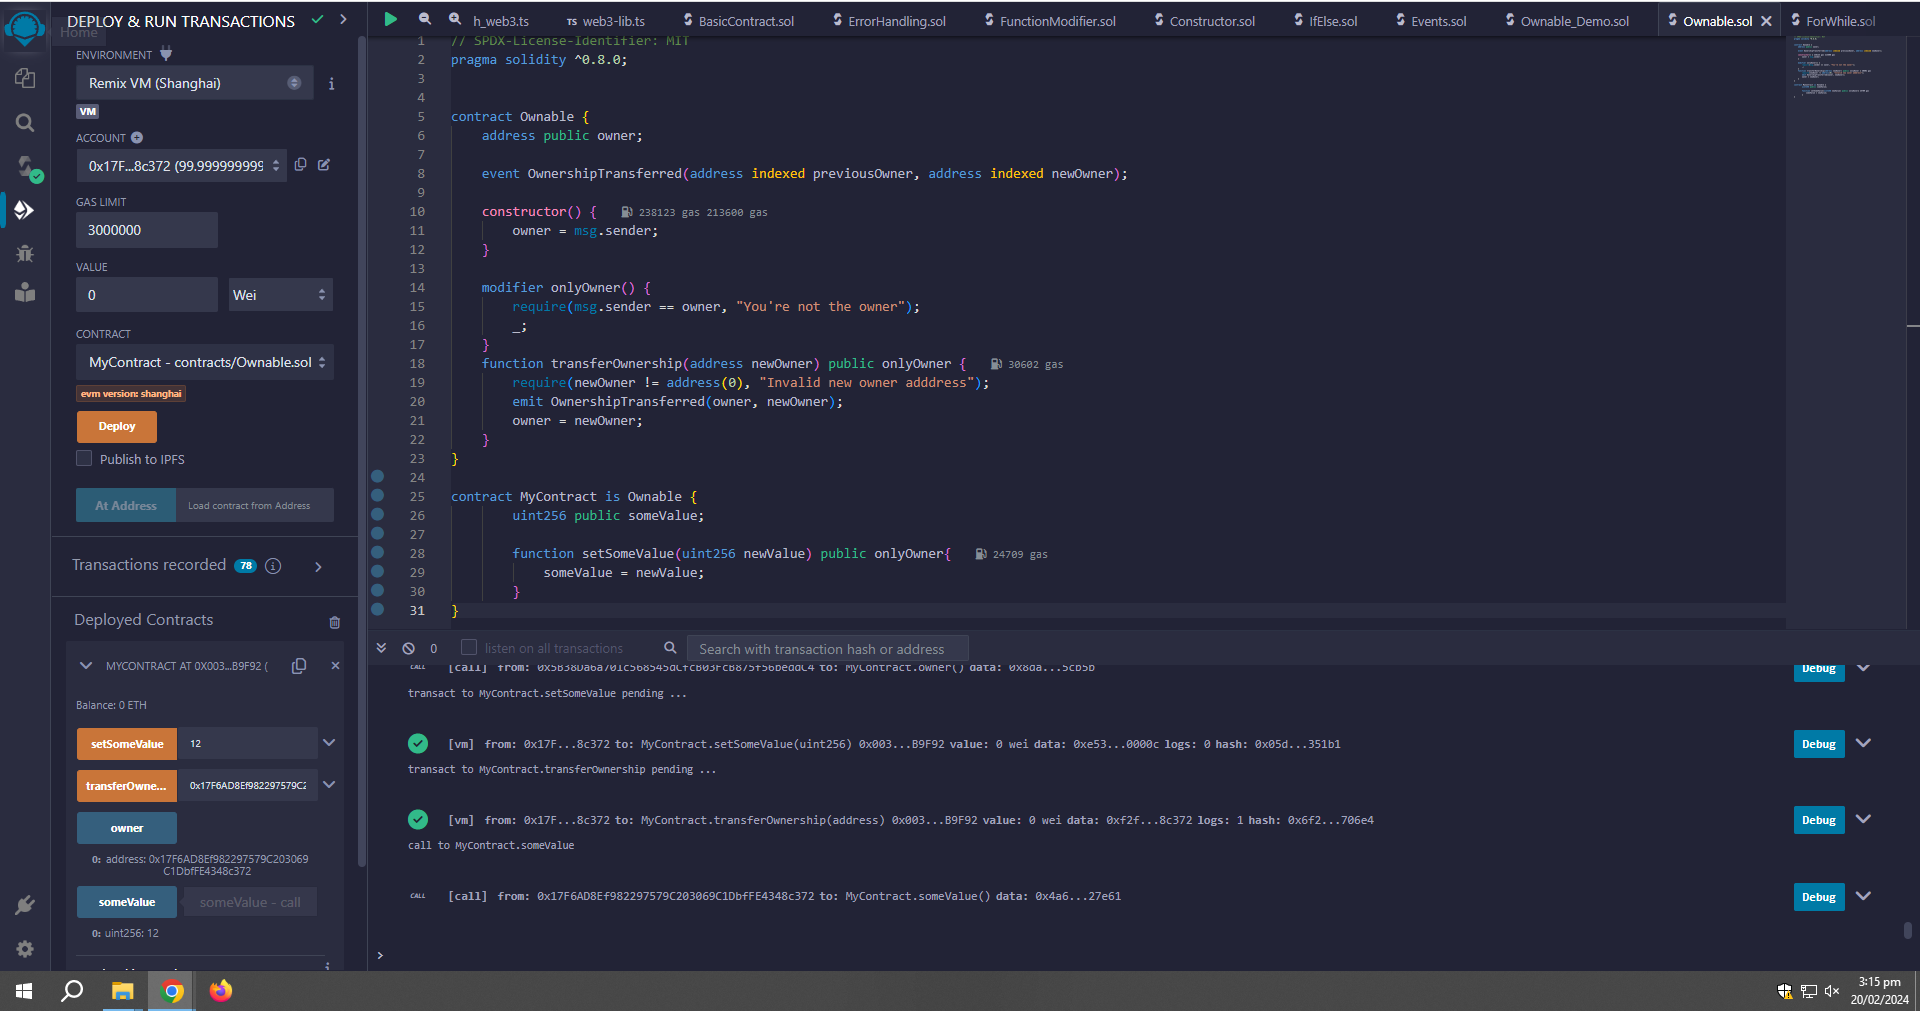 DEPLOY & RUN TRANSACTIONS
Home
ENVIRONMENT
Remix VM (Shanghai)
VM
ACCOUNT
0x17F...8c372 (99.9999999999
GAS LIMIT
3000000
VALUE
0
Wei
CONTRACT
MyContract - contracts/Ownable.sol
evm version: shanghai
Deploy
Publish to IPFS
At Address
Load contract from Address
Transactions recorded 78 i
Deployed Contracts
MYCONTRACT AT 0X003...B9F92 (
Balance: 0 ETH
setSomeValue
12
transferOwne...
0x17F6AD8Ef982297579C2
owner
0: address: 0x17F6AD8Ef982297579C203069
C1DbfFE4348c372
someValue
someValue - call
0: uint256: 12
h_web3.ts
TS web3-lib.ts
BasicContract.sol
ErrorHandling.sol
FunctionModifier.sol
Constructor.sol
IfElse.sol
Events.sol
Ownable_Demo.sol
Ownable.sol
ForWhile.sol
1 // SPDX-License-Identifier: MIT
2 pragma solidity ^0.8.0;
3
4
5 contract Ownable {
6 address public owner;
7
8 event OwnershipTransferred(address indexed previousOwner, address indexed newOwner);
9
10 constructor() { 238123 gas 213600 gas
11 owner = msg.sender;
12 }
13
14 modifier onlyOwner() {
15 require(msg.sender == owner, "You're not the owner");
16 _;
17 }
18 function transferOwnership(address newOwner) public onlyOwner { 30602 gas
19 require(newOwner != address(0), "Invalid new owner adddress");
20 emit OwnershipTransferred(owner, newOwner);
21 owner = newOwner;
22 }
23 }
24
25 contract MyContract is Ownable {
26 uint256 public someValue;
27
28 function setSomeValue(uint256 newValue) public onlyOwner{ 24709 gas
29 someValue = newValue;
30 }
31 }
0
listen on all transactions
Search with transaction hash or address
CALL [call] from: 0x5B38Da6a701c568545dCfcB03FcB875f56beddC4 to: MyContract.owner() data: 0x8da...5cb5b Debug
transact to MyContract.setSomeValue pending ...
[vm] from: 0x17F...8c372 to: MyContract.setSomeValue(uint256) 0x003...B9F92 value: 0 wei data: 0xe53...0000c logs: 0 hash: 0x05d...351b1 Debug
transact to MyContract.transferOwnership pending ...
[vm] from: 0x17F...8c372 to: MyContract.transferOwnership(address) 0x003...B9F92 value: 0 wei data: 0xf2f...8c372 logs: 1 hash: 0x6f2...706e4 Debug
call to MyContract.someValue
CALL [call] from: 0x17F6AD8Ef982297579C203069C1DbfFE4348c372 to: MyContract.someValue() data: 0x4a6...27e61 Debug
>
3:15 pm
20/02/2024